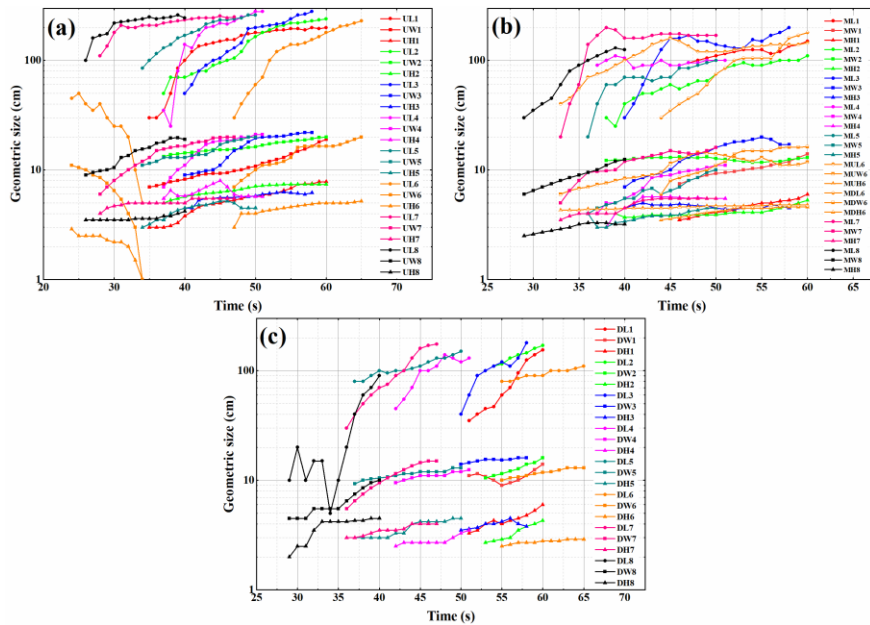 (a)
Geometric size (cm)
100
10
1
20
30
40
50
60
70
Time (s)
UL1
UW1
UH1
UL2
UW2
UH2
UL3
UW3
UH3
UL4
UW4
UH4
UL5
UW5
UH5
UL6
UW6
UH6
UL7
UW7
UH7
UL8
UW8
UH8
(b)
Geometric size (cm)
100
10
1
25
30
35
40
45
50
55
60
65
70
Time (s)
ML1
MW1
MH1
ML2
MW2
MH2
ML3
MW3
MH3
ML4
MW4
MH4
ML5
MW5
MH5
MUL6
MUW6
MUH6
MDL6
MDW6
MDH6
ML7
MW7
MH7
ML8
MW8
MH8
(c)
Geometric size (cm)
100
10
1
25
30
35
40
45
50
55
60
65
70
Time (s)
DL1
DW1
DH1
DL2
DW2
DH2
DL3
DW3
DH3
DL4
DW4
DH4
DL5
DW5
DH5
DL6
DW6
DH6
DL7
DW7
DH7
DL8
DW8
DH8